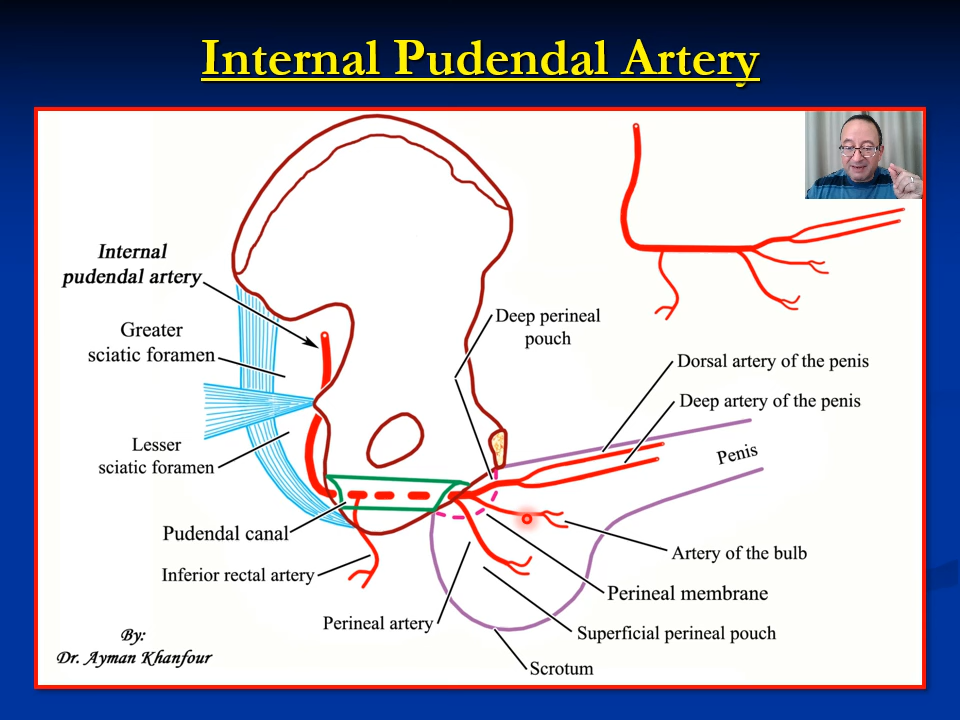 Internal Pudendal Artery
Internal
pudendal artery
Greater
sciatic foramen
Lesser
sciatic foramen
Pudendal canal
Inferior rectal artery
Perineal artery
By:
Dr. Ayman Khanfour
Deep perineal
pouch
Dorsal artery of the penis
Deep artery of the penis
Penis
Artery of the bulb
Perineal membrane
Superficial perineal pouch
Scrotum